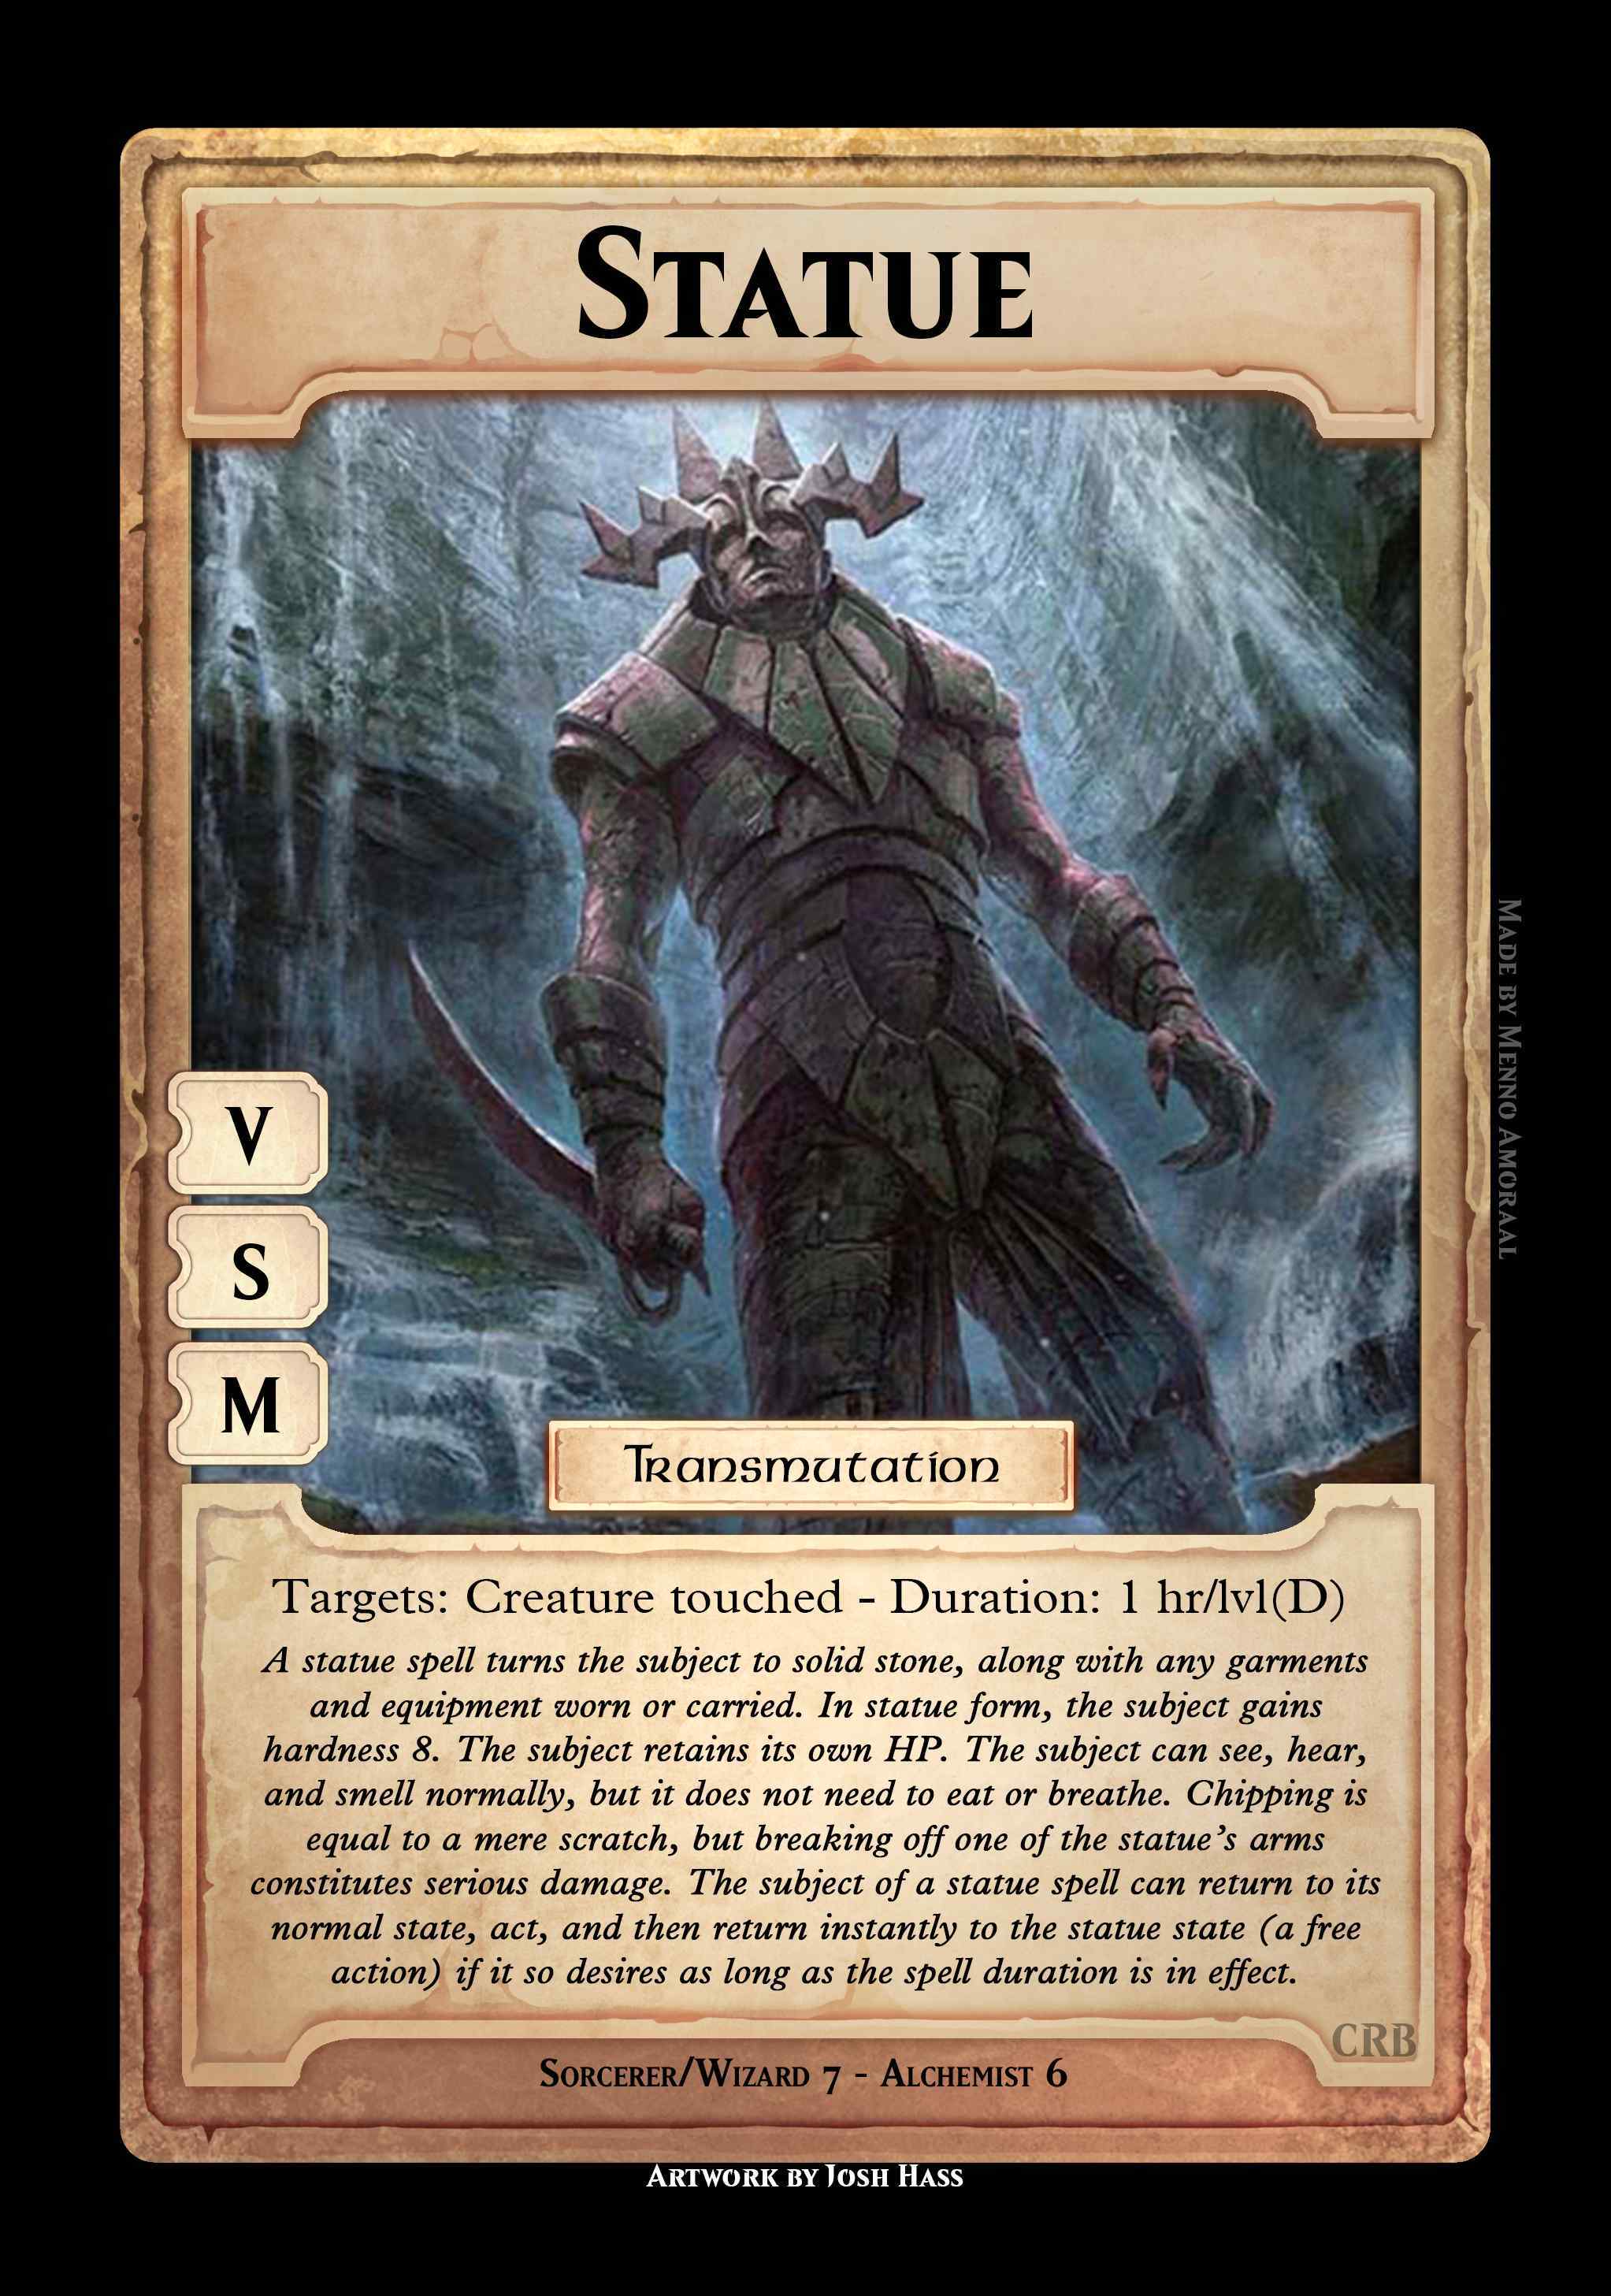 Statue
V
S
M
Transmutation
Targets: Creature touched - Duration: 1 hr/lvl(D)
A statue spell turns the subject to solid stone, along with any garments
and equipment worn or carried. In statue form, the subject gains
hardness 8. The subject retains its own HP. The subject can see, hear,
and smell normally, but it does not need to eat or breathe. Chipping is
equal to a mere scratch, but breaking off one of the statue's arms
constitutes serious damage. The subject of a statue spell can return to its
normal state, act, and then return instantly to the statue state (a free
action) if it so desires as long as the spell duration is in effect.
CRB
Sorcerer/Wizard 7 - Alchemist 6
Artwork by Josh Hass
Made by Menno Amoraal